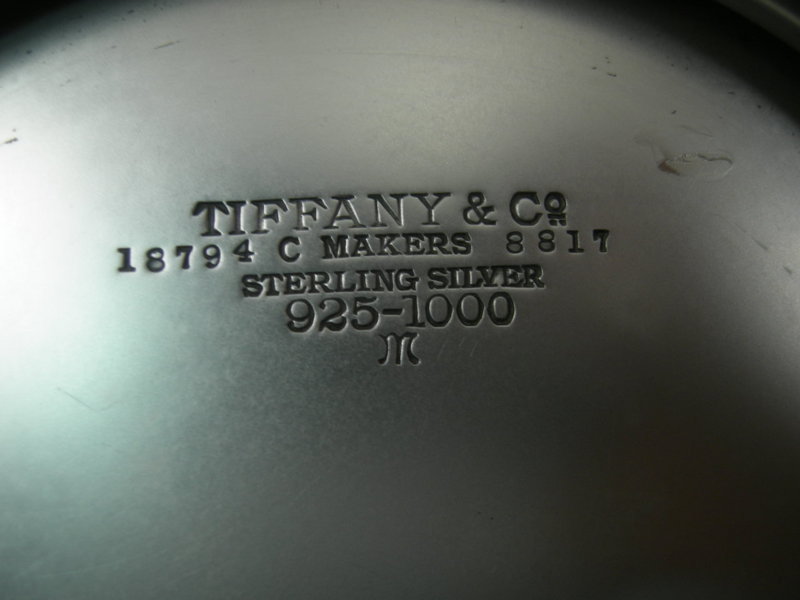 TIFFANY & Co
18794 C MAKERS 8817
STERLING SILVER
925-1000
M